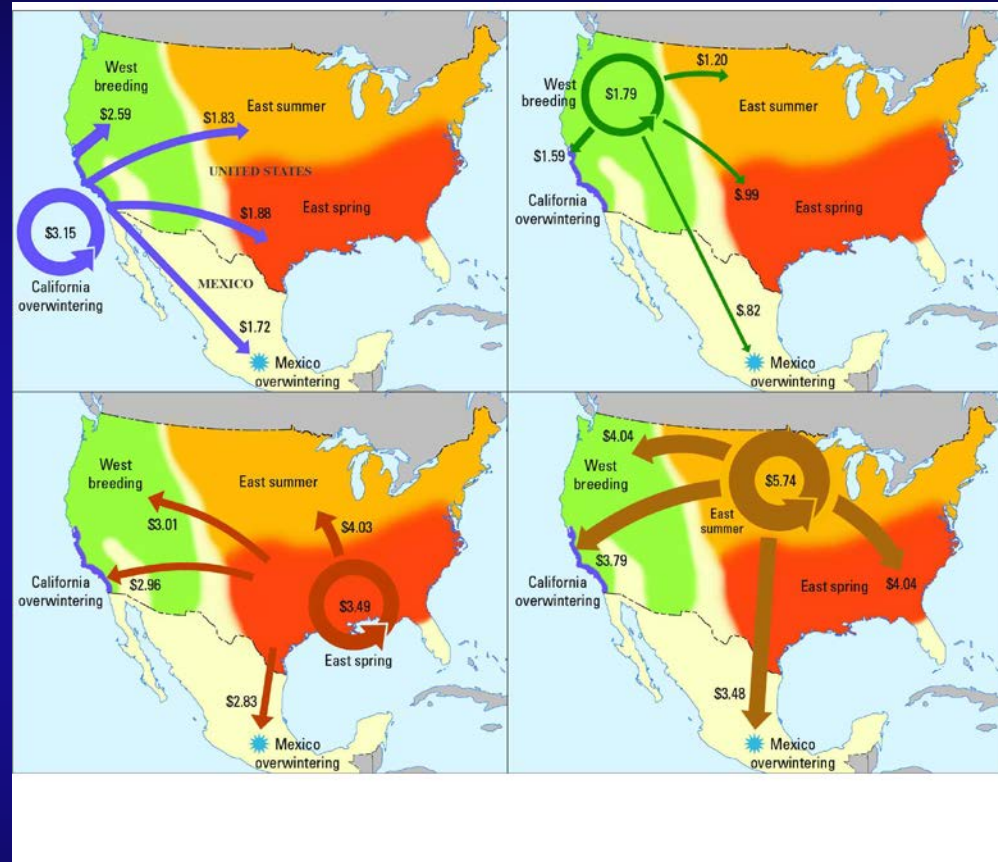 West
breeding
$2.59
$1.83
East summer
UNITED STATES
East spring
$1.88
$3.15
California
overwintering
MEXICO
$1.72
Mexico
overwintering
$1.20
West
breeding
$1.79
East summer
$1.59
$.99
East spring
California
overwintering
$.82
Mexico
overwintering
West
breeding
East summer
$3.01
$4.03
California
overwintering
$2.96
$3.49
East spring
$2.83
Mexico
overwintering
$4.04
West
breeding
$5.74
East
summer
$3.79
California
overwintering
East spring
$4.04
$3.48
Mexico
overwintering